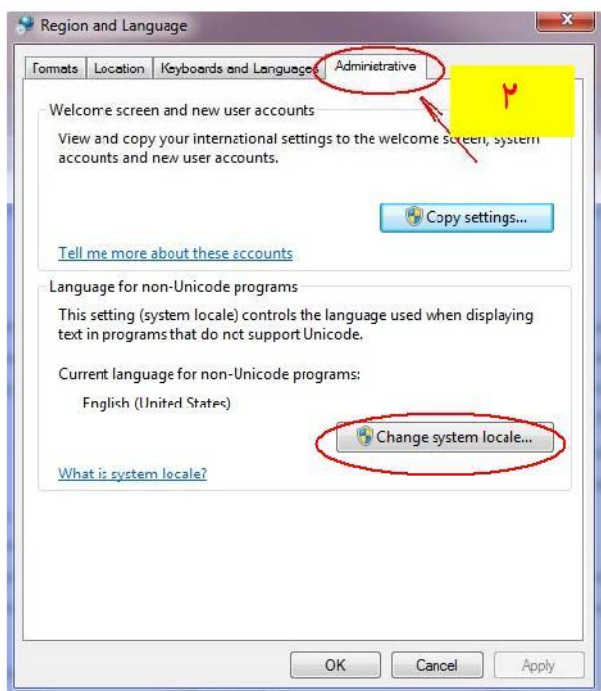 Region and Language
Formats Location Keyboards and Languages Administrative
۲
Welcome screen and new user accounts
View and copy your international settings to the welcome screen, system
accounts and new user accounts.
Copy settings...
Tell me more about these accounts
Language for non-Unicode programs
This setting (system locale) controls the language used when displaying
text in programs that do not support Unicode.
Current language for non-Unicode programs:
English (United States)
Change system locale...
What is system locale?
OK Cancel Apply